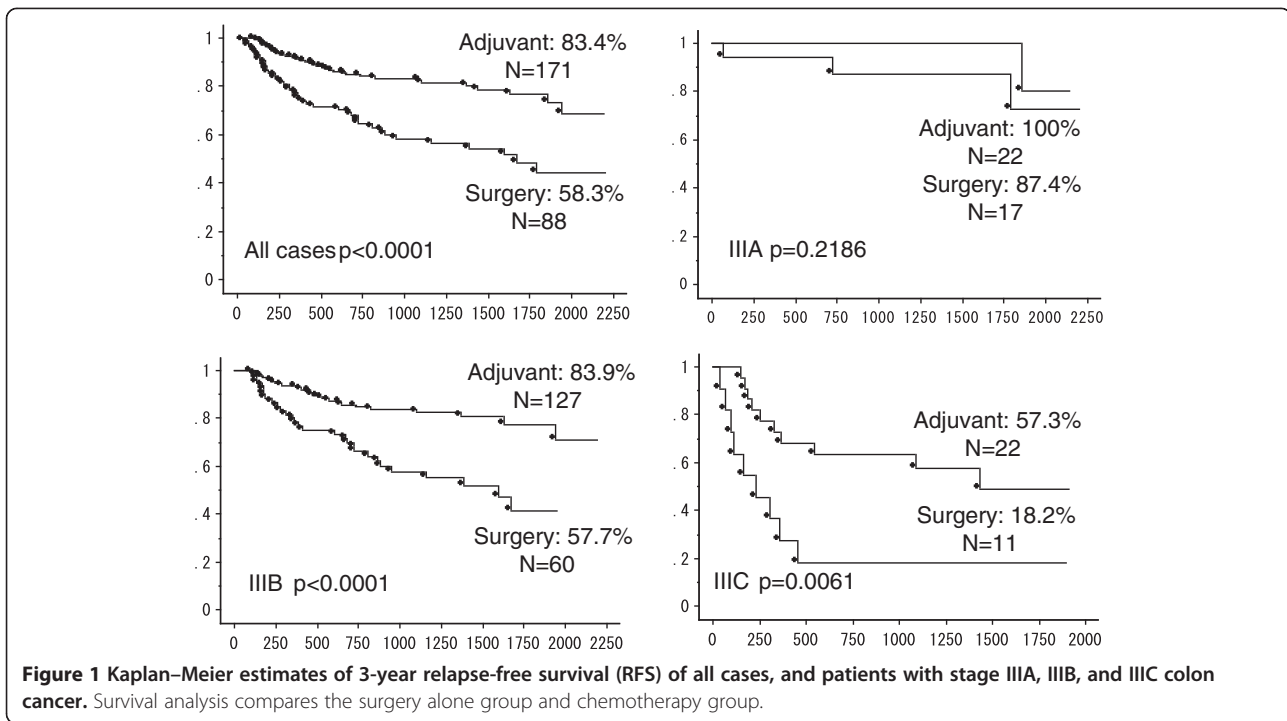 1
.8
.6
.4
.2
0
Adjuvant: 83.4%
N=171
Surgery: 58.3%
N=88
All cases p<0.0001
0 250 500 750 1000 1250 1500 1750 2000 2250
1
.8
.6
.4
.2
0
Adjuvant: 100%
N=22
Surgery: 87.4%
N=17
IIIA p=0.2186
0 250 500 750 1000 1250 1500 1750 2000 2250
1
.8
.6
.4
.2
0
Adjuvant: 83.9%
N=127
Surgery: 57.7%
N=60
IIIB p<0.0001
0 250 500 750 1000 1250 1500 1750 2000 2250
1
.8
.6
.4
.2
0
Adjuvant: 57.3%
N=22
Surgery: 18.2%
N=11
IIIC p=0.0061
0 250 500 750 1000 1250 1500 1750 2000
Figure 1 Kaplan–Meier estimates of 3-year relapse-free survival (RFS) of all cases, and patients with stage IIIA, IIIB, and IIIC colon
cancer. Survival analysis compares the surgery alone group and chemotherapy group.